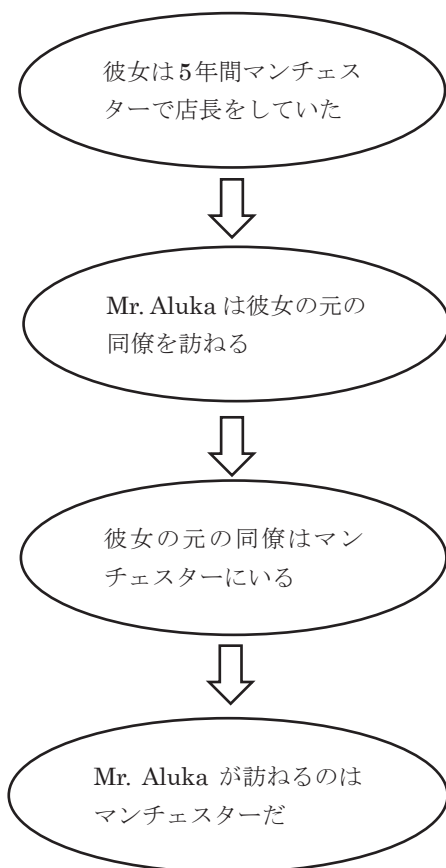 彼女は5年間マンチェス
ターで店長をしていた
Mr. Aluka は彼女の元の
同僚を訪ねる
彼女の元の同僚はマン
チェスターにいる
Mr. Aluka が訪ねるのは
マンチェスターだ